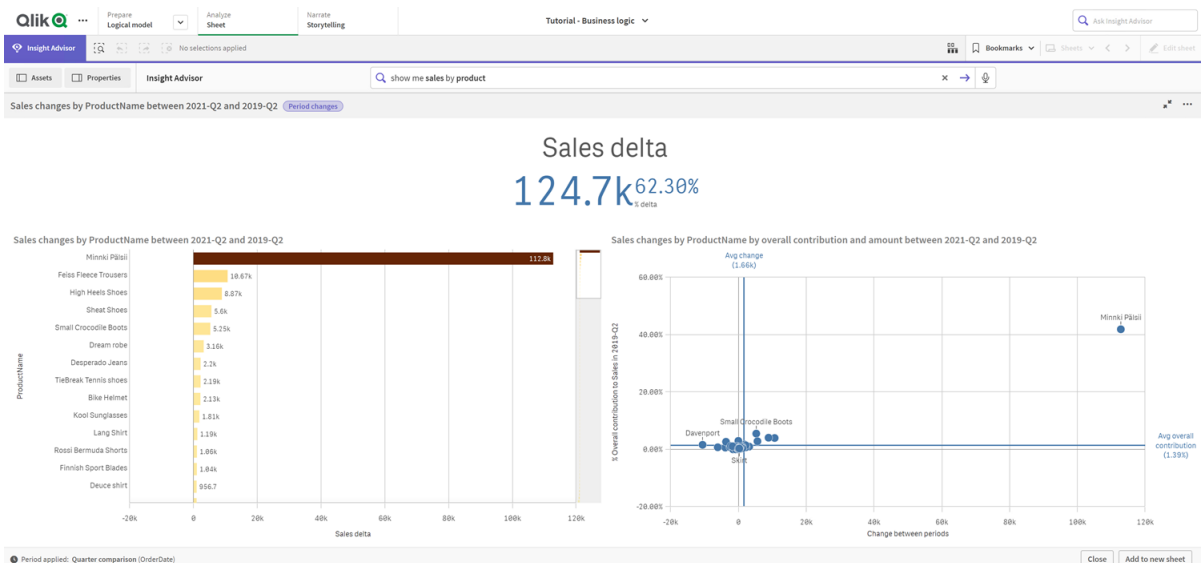 Qlik
Prepare
Logical model
Analyze
Sheet
Narrate
Storytelling
Tutorial - Business logic
Ask Insight Advisor
Insight Advisor
No selections applied
Bookmarks
Sheets
Edit sheet
Assets
Properties
Insight Advisor
show me sales by product
Sales changes by ProductName between 2021-Q2 and 2019-Q2 Period changes
Sales delta
124.7k 62.30%
% delta
Sales changes by ProductName between 2021-Q2 and 2019-Q2
ProductName
Minnki Pälsii 112.8k
Feiss Fleece Trousers 10.67k
High Heels Shoes 8.87k
Sheat Shoes 5.6k
Small Crocodile Boots 5.25k
Dream robe 3.16k
Desperado Jeans 2.2k
TieBreak Tennis shoes 2.19k
Bike Helmet 2.13k
Kool Sunglasses 1.81k
Lang Shirt 1.19k
Rossi Bermuda Shorts 1.06k
Finnish Sport Blades 1.04k
Deuce shirt 956.7
-20k 0 20k 40k 60k 80k 100k 120k
Sales delta
Sales changes by ProductName by overall contribution and amount between 2021-Q2 and 2019-Q2
Avg change
(1.66k)
% Overall contribution to Sales in 2019-Q2
60.00%
40.00%
20.00%
0.00%
-20.00%
Minnki Pälsii
Small Crocodile Boots
Davenport
Skirt
Avg overall
contribution
(1.39%)
-20k 0 20k 40k 60k 80k 100k 120k
Change between periods
Period applied: Quarter comparison (OrderDate)
Close
Add to new sheet